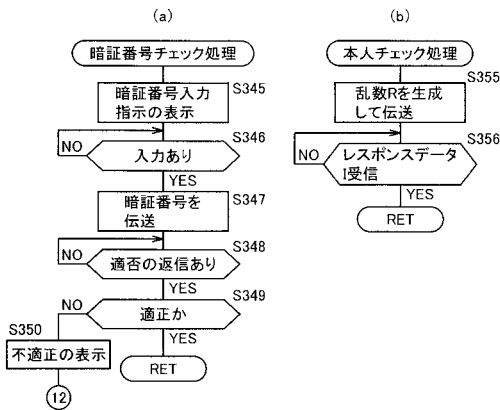 (a)
暗証番号チェック処理
S345
暗証番号入力
指示の表示
S346
NO
入力あり
YES
S347
暗証番号を
伝送
S348
NO
適否の返信あり
YES
S349
NO
適正か
S350
YES
不適正の表示
RET
12
(b)
本人チェック処理
S355
乱数Rを生成
して伝送
S356
NO
レスポンスデータ
I受信
YES
RET